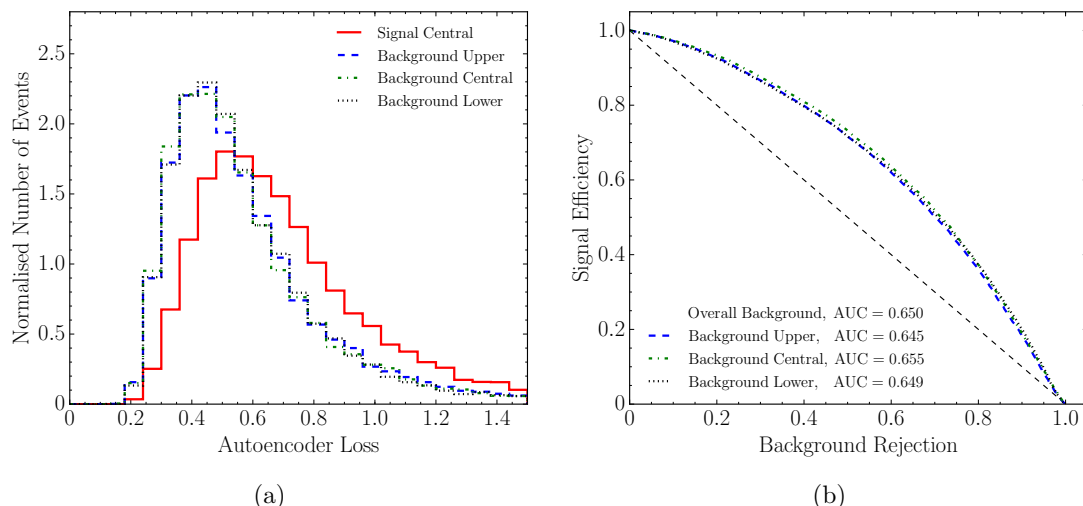 Normalised Number of Events
2.5
2.0
1.5
1.0
0.5
0
Signal Central
Background Upper
Background Central
Background Lower
0 0.2 0.4 0.6 0.8 1.0 1.2 1.4
Autoencoder Loss
(a)
Signal Efficiency
1.0
0.8
0.6
0.4
0.2
0
Overall Background, AUC = 0.650
Background Upper, AUC = 0.645
Background Central, AUC = 0.655
Background Lower, AUC = 0.649
0 0.2 0.4 0.6 0.8 1.0
Background Rejection
(b)